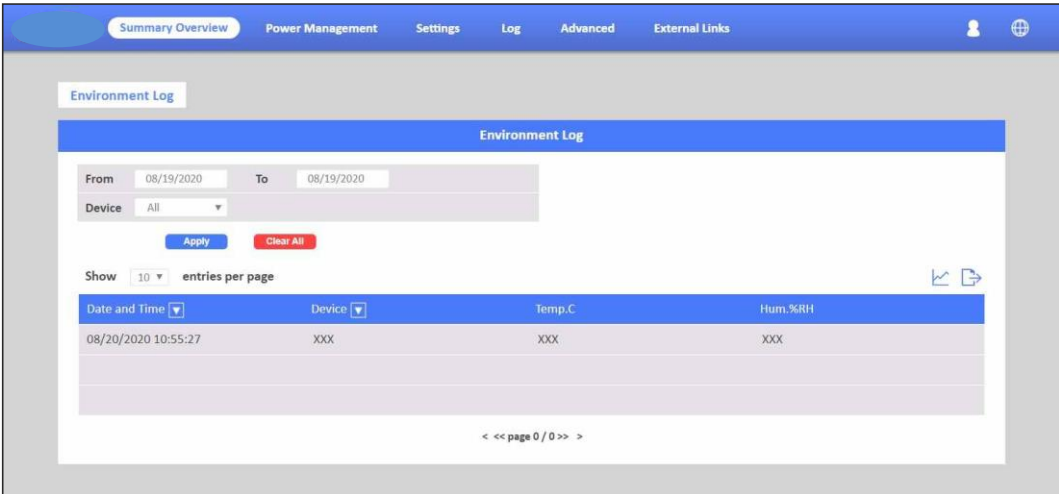 Summary Overview Power Management Settings Log Advanced External Links
Environment Log
Environment Log
From 08/19/2020 To 08/19/2020
Device All
Apply Clear All
Show 10 entries per page
Date and Time Device Temp.C Hum.%RH
08/20/2020 10:55:27 XXX XXX XXX
< << page 0 / 0 >> >